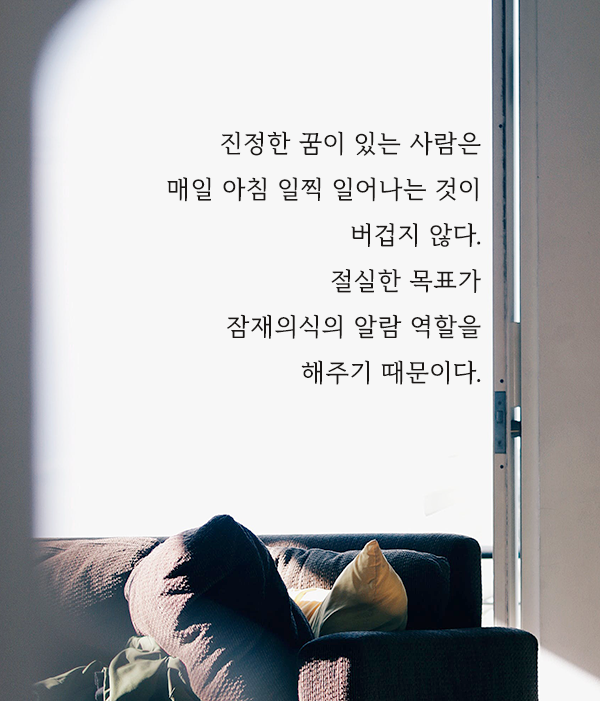 진정한 꿈이 있는 사람은
매일 아침 일찍 일어나는 것이
버겁지 않다.
절실한 목표가
잠재의식의 알람 역할을
해주기 때문이다.